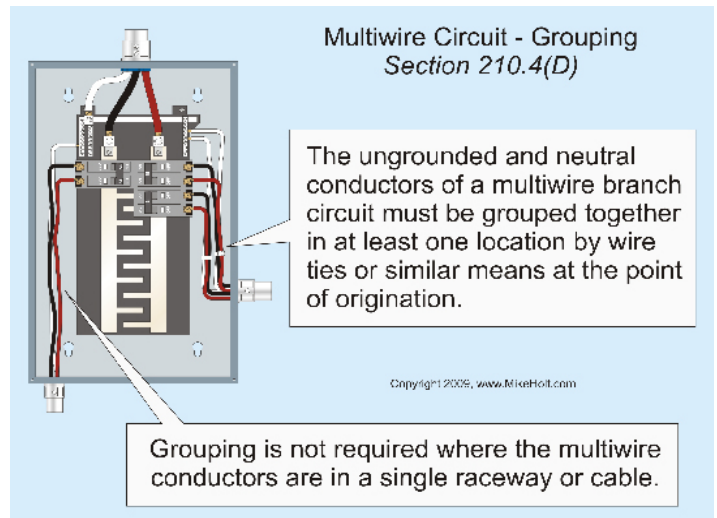 Multiwire Circuit - Grouping
Section 210.4(D)
The ungrounded and neutral
conductors of a multiwire branch
circuit must be grouped together
in at least one location by wire
ties or similar means at the point
of origination.
Copyright 2009, www.MikeHolt.com
Grouping is not required where the multiwire
conductors are in a single raceway or cable.